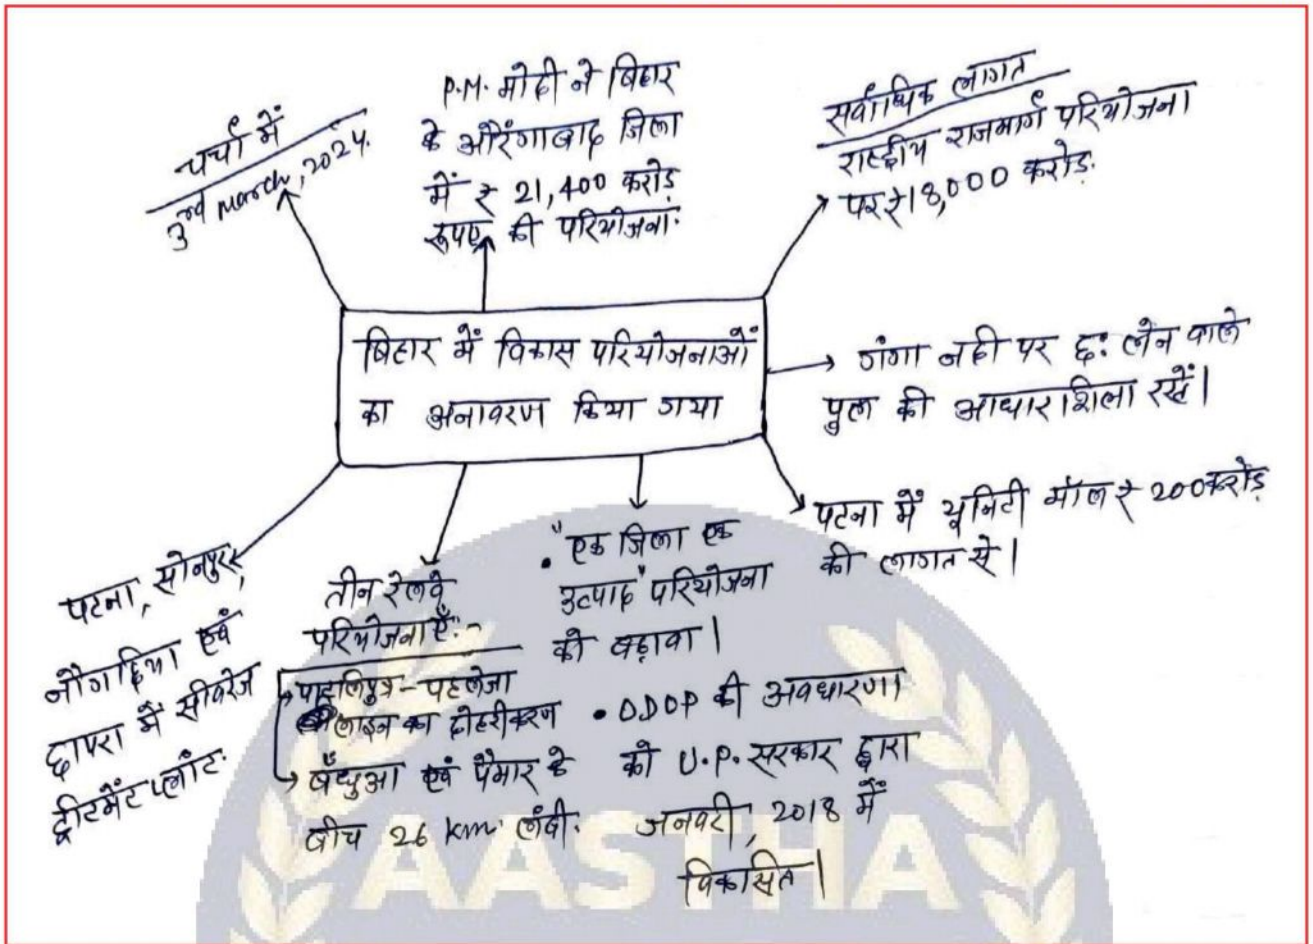 चर्चा में
3rd March, 2024.
P.M. मोदी ने बिहार
के औरंगाबाद जिला
में ₹ 21,400 करोड़
रूपए की परियोजना.
सर्वाधिक लागत
राष्ट्रीय राजमार्ग परियोजना
पर ₹ 18,000 करोड़.
बिहार में विकास परियोजनाओं
का अनावरण किया गया
→ गंगा नदी पर छः लेन वाले
पुल की आधारशिला रखें।
पटना में यूनिटी मॉल ₹ 200 करोड़
की लागत से।
पटना, सोनपुर,
नौगछिया एवं
छापरा में सीवरेज
ट्रीटमेंट प्लांट.
तीन रेलवे
परियोजनाएँ:-
→ पाटलिपुत्र - पहलेजा
लाइन का दोहरीकरण
→ बँधुआ एवं पैमार के
बीच 26 km. लंबी.
• "एक जिला एक
उत्पाद" परियोजना
को बढ़ावा।
• ODOP की अवधारणा
को U.P. सरकार द्वारा
जनवरी, 2018 में
विकसित।
AASTHA